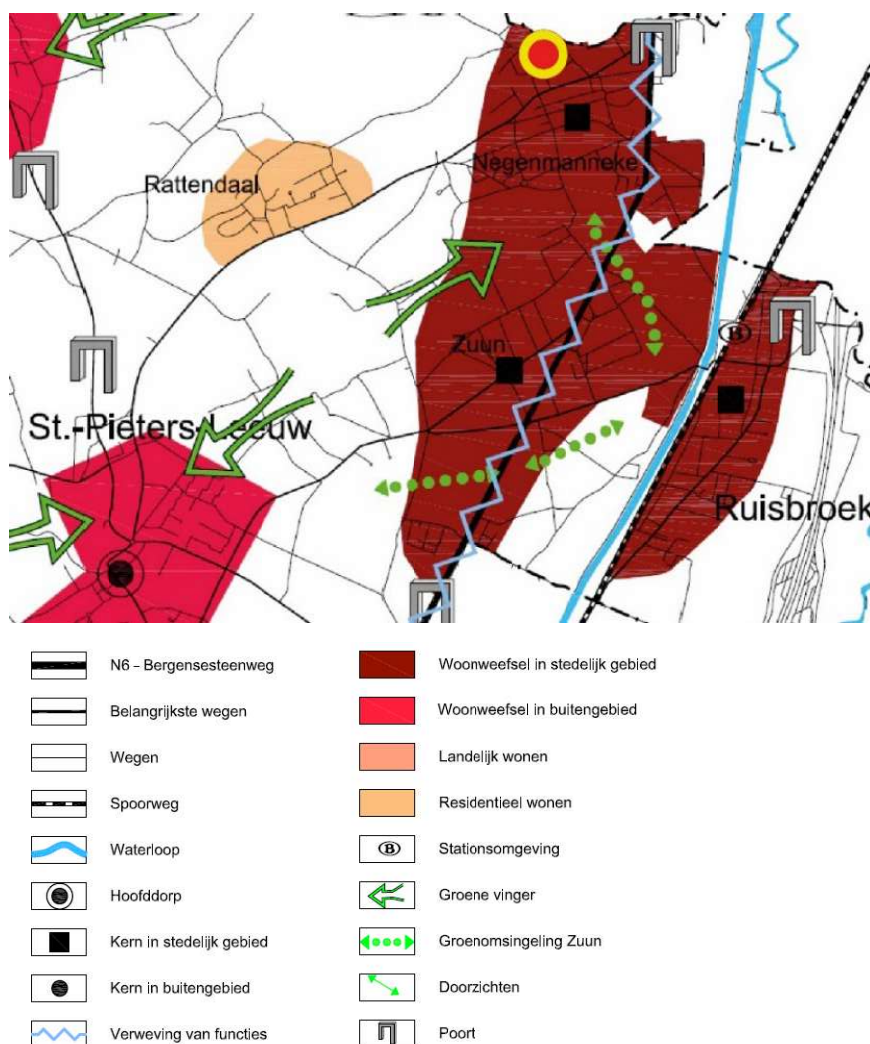 Rattendaal
Negenmanneke
Zuun
St.-Pieters-Leeuw
B
Ruisbroek
N6 - Bergensesteenweg
Belangrijkste wegen
Wegen
Spoorweg
Waterloop
Hoofddorp
Kern in stedelijk gebied
Kern in buitengebied
Verweving van functies
Woonweefsel in stedelijk gebied
Woonweefsel in buitengebied
Landelijk wonen
Residentieel wonen
B
Stationsomgeving
Groene vinger
Groenomsingeling Zuun
Doorzichten
Poort